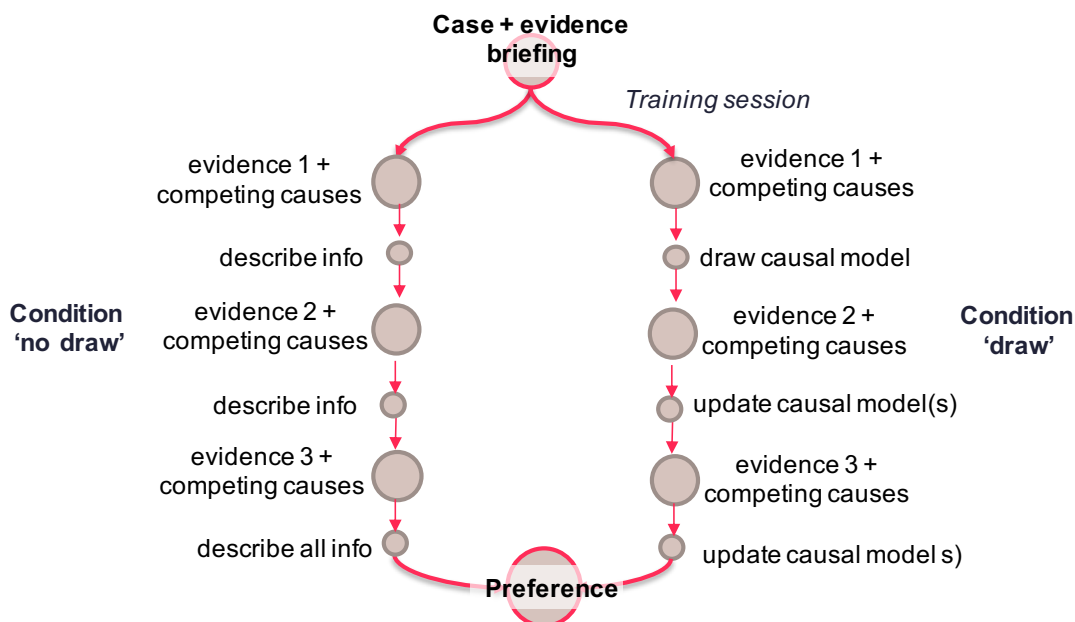 Case + evidence
briefing
Training session
evidence 1 +
competing causes
evidence 1 +
competing causes
describe info
draw causal model
Condition
'no draw'
evidence 2 +
competing causes
evidence 2 +
competing causes
Condition
'draw'
describe info
update causal model(s)
evidence 3 +
competing causes
evidence 3 +
competing causes
describe all info
update causal model s)
Preference